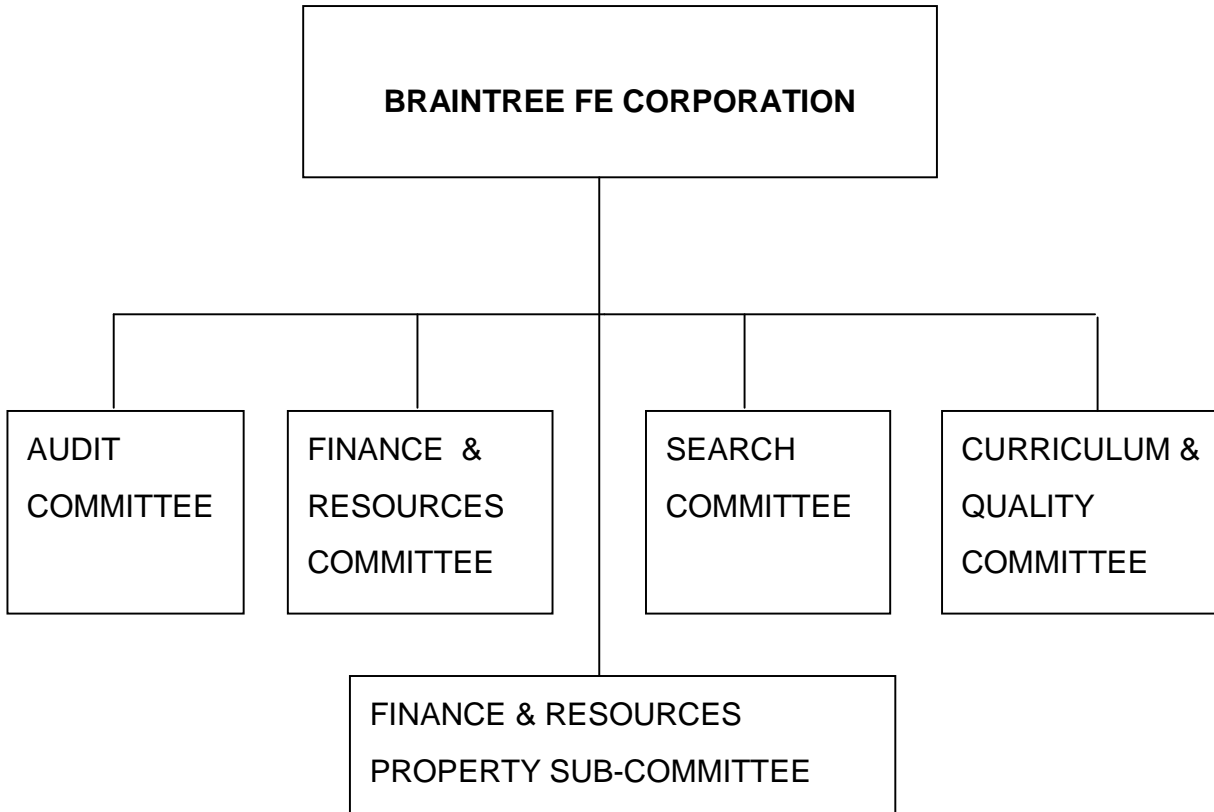 BRAINTREE FE CORPORATION
AUDIT
COMMITTEE
FINANCE &
RESOURCES
COMMITTEE
SEARCH
COMMITTEE
CURRICULUM &
QUALITY
COMMITTEE
FINANCE & RESOURCES
PROPERTY SUB-COMMITTEE